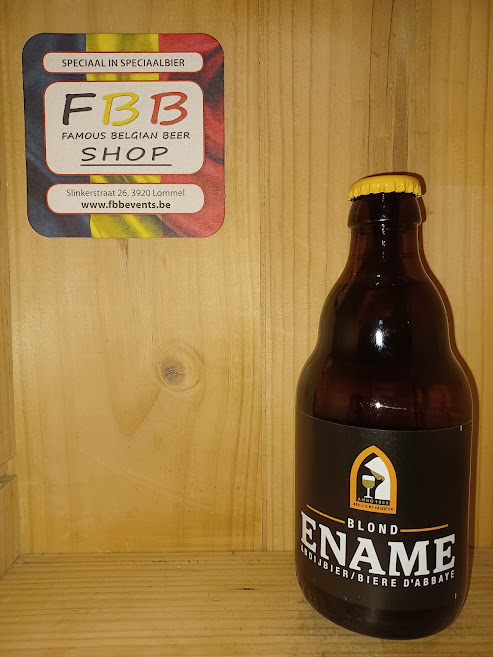 SPECIAAL IN SPECIAALBIER
FBB
FAMOUS BELGIAN BEER
SHOP
Slinkerstraat 26, 3920 Lommel
www.fbbevents.be
BLOND
ENAME
ABDIJBIER/BIERE D'ABBAYE